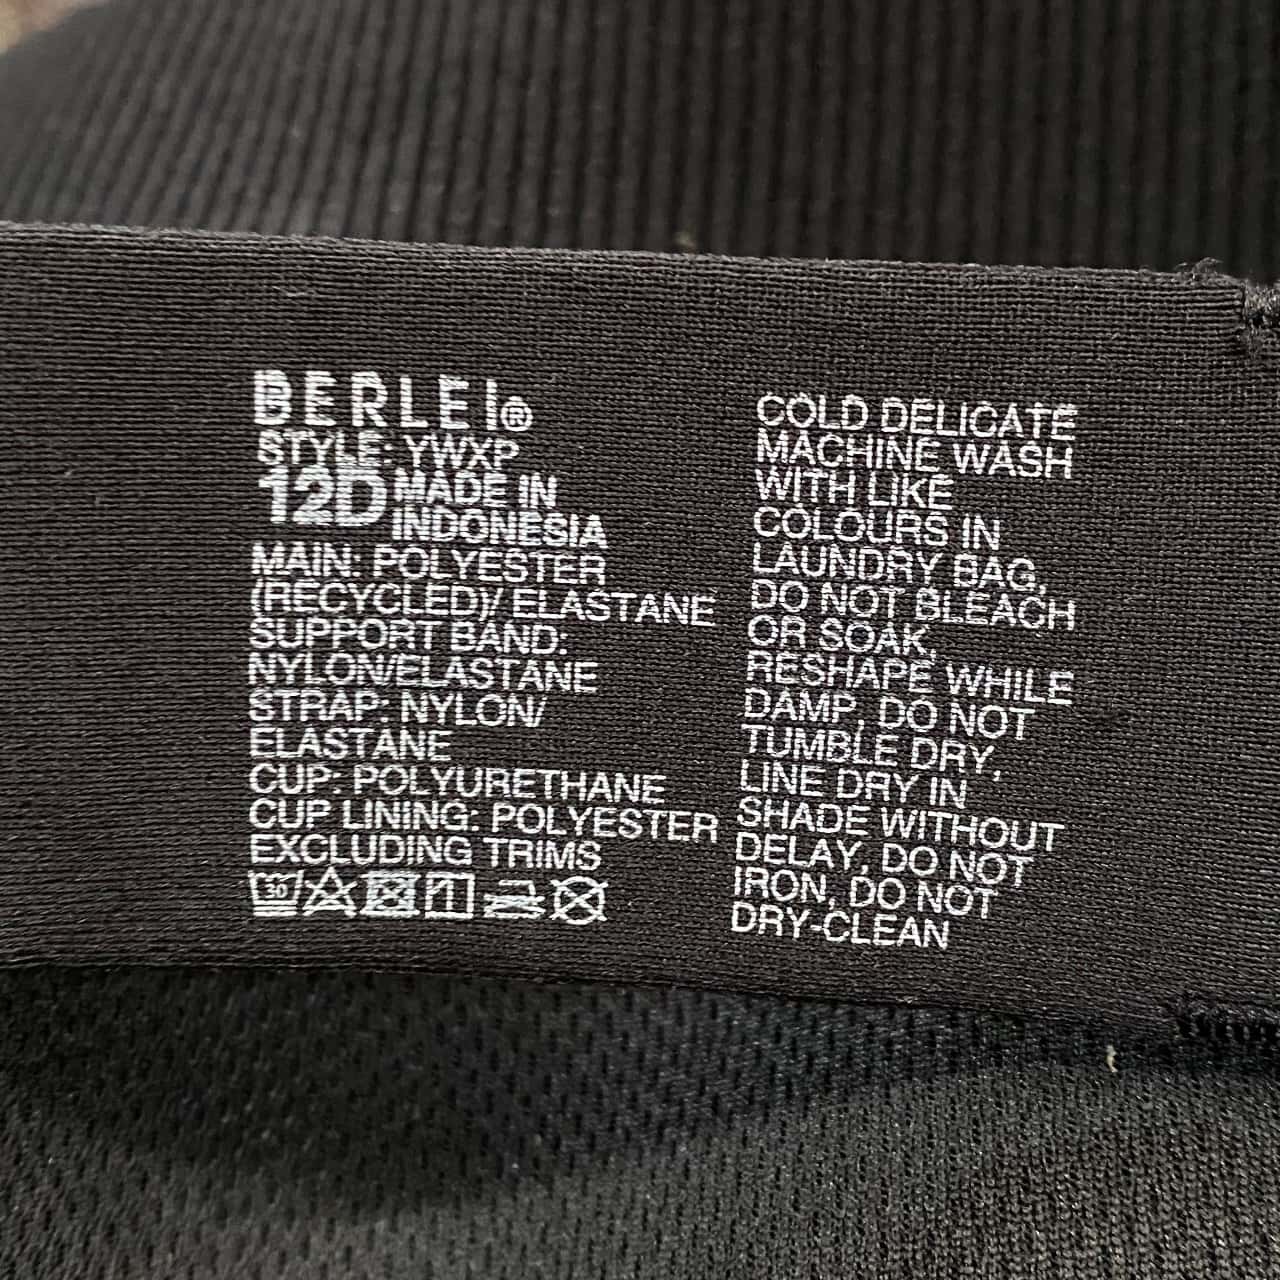 BERLEI®
STYLE: YWXP
12D MADE IN
INDONESIA
MAIN: POLYESTER
(RECYCLED)/ ELASTANE
SUPPORT BAND:
NYLON/ELASTANE
STRAP: NYLON/
ELASTANE
CUP: POLYURETHANE
CUP LINING: POLYESTER
EXCLUDING TRIMS
30
COLD DELICATE
MACHINE WASH
WITH LIKE
COLOURS IN
LAUNDRY BAG,
DO NOT BLEACH
OR SOAK,
RESHAPE WHILE
DAMP, DO NOT
TUMBLE DRY,
LINE DRY IN
SHADE WITHOUT
DELAY, DO NOT
IRON, DO NOT
DRY-CLEAN